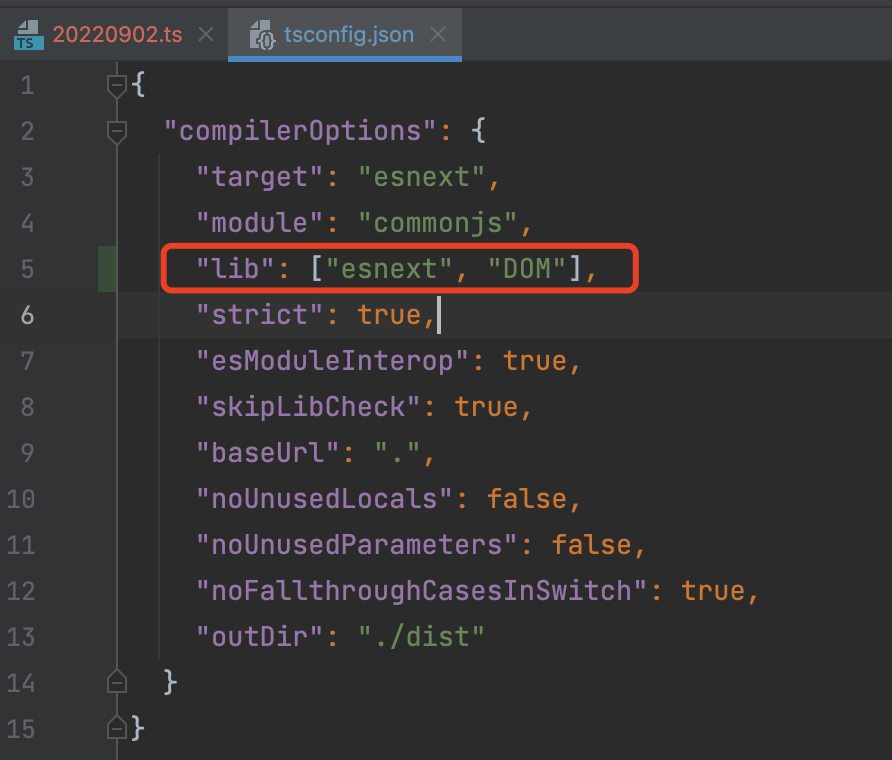 TS 20220902.ts tsconfig.json
1 {
2 "compilerOptions": {
3 "target": "esnext",
4 "module": "commonjs",
5 "lib": ["esnext", "DOM"],
6 "strict": true,
7 "esModuleInterop": true,
8 "skipLibCheck": true,
9 "baseUrl": ".",
10 "noUnusedLocals": false,
11 "noUnusedParameters": false,
12 "noFallthroughCasesInSwitch": true,
13 "outDir": "./dist"
14 }
15 }